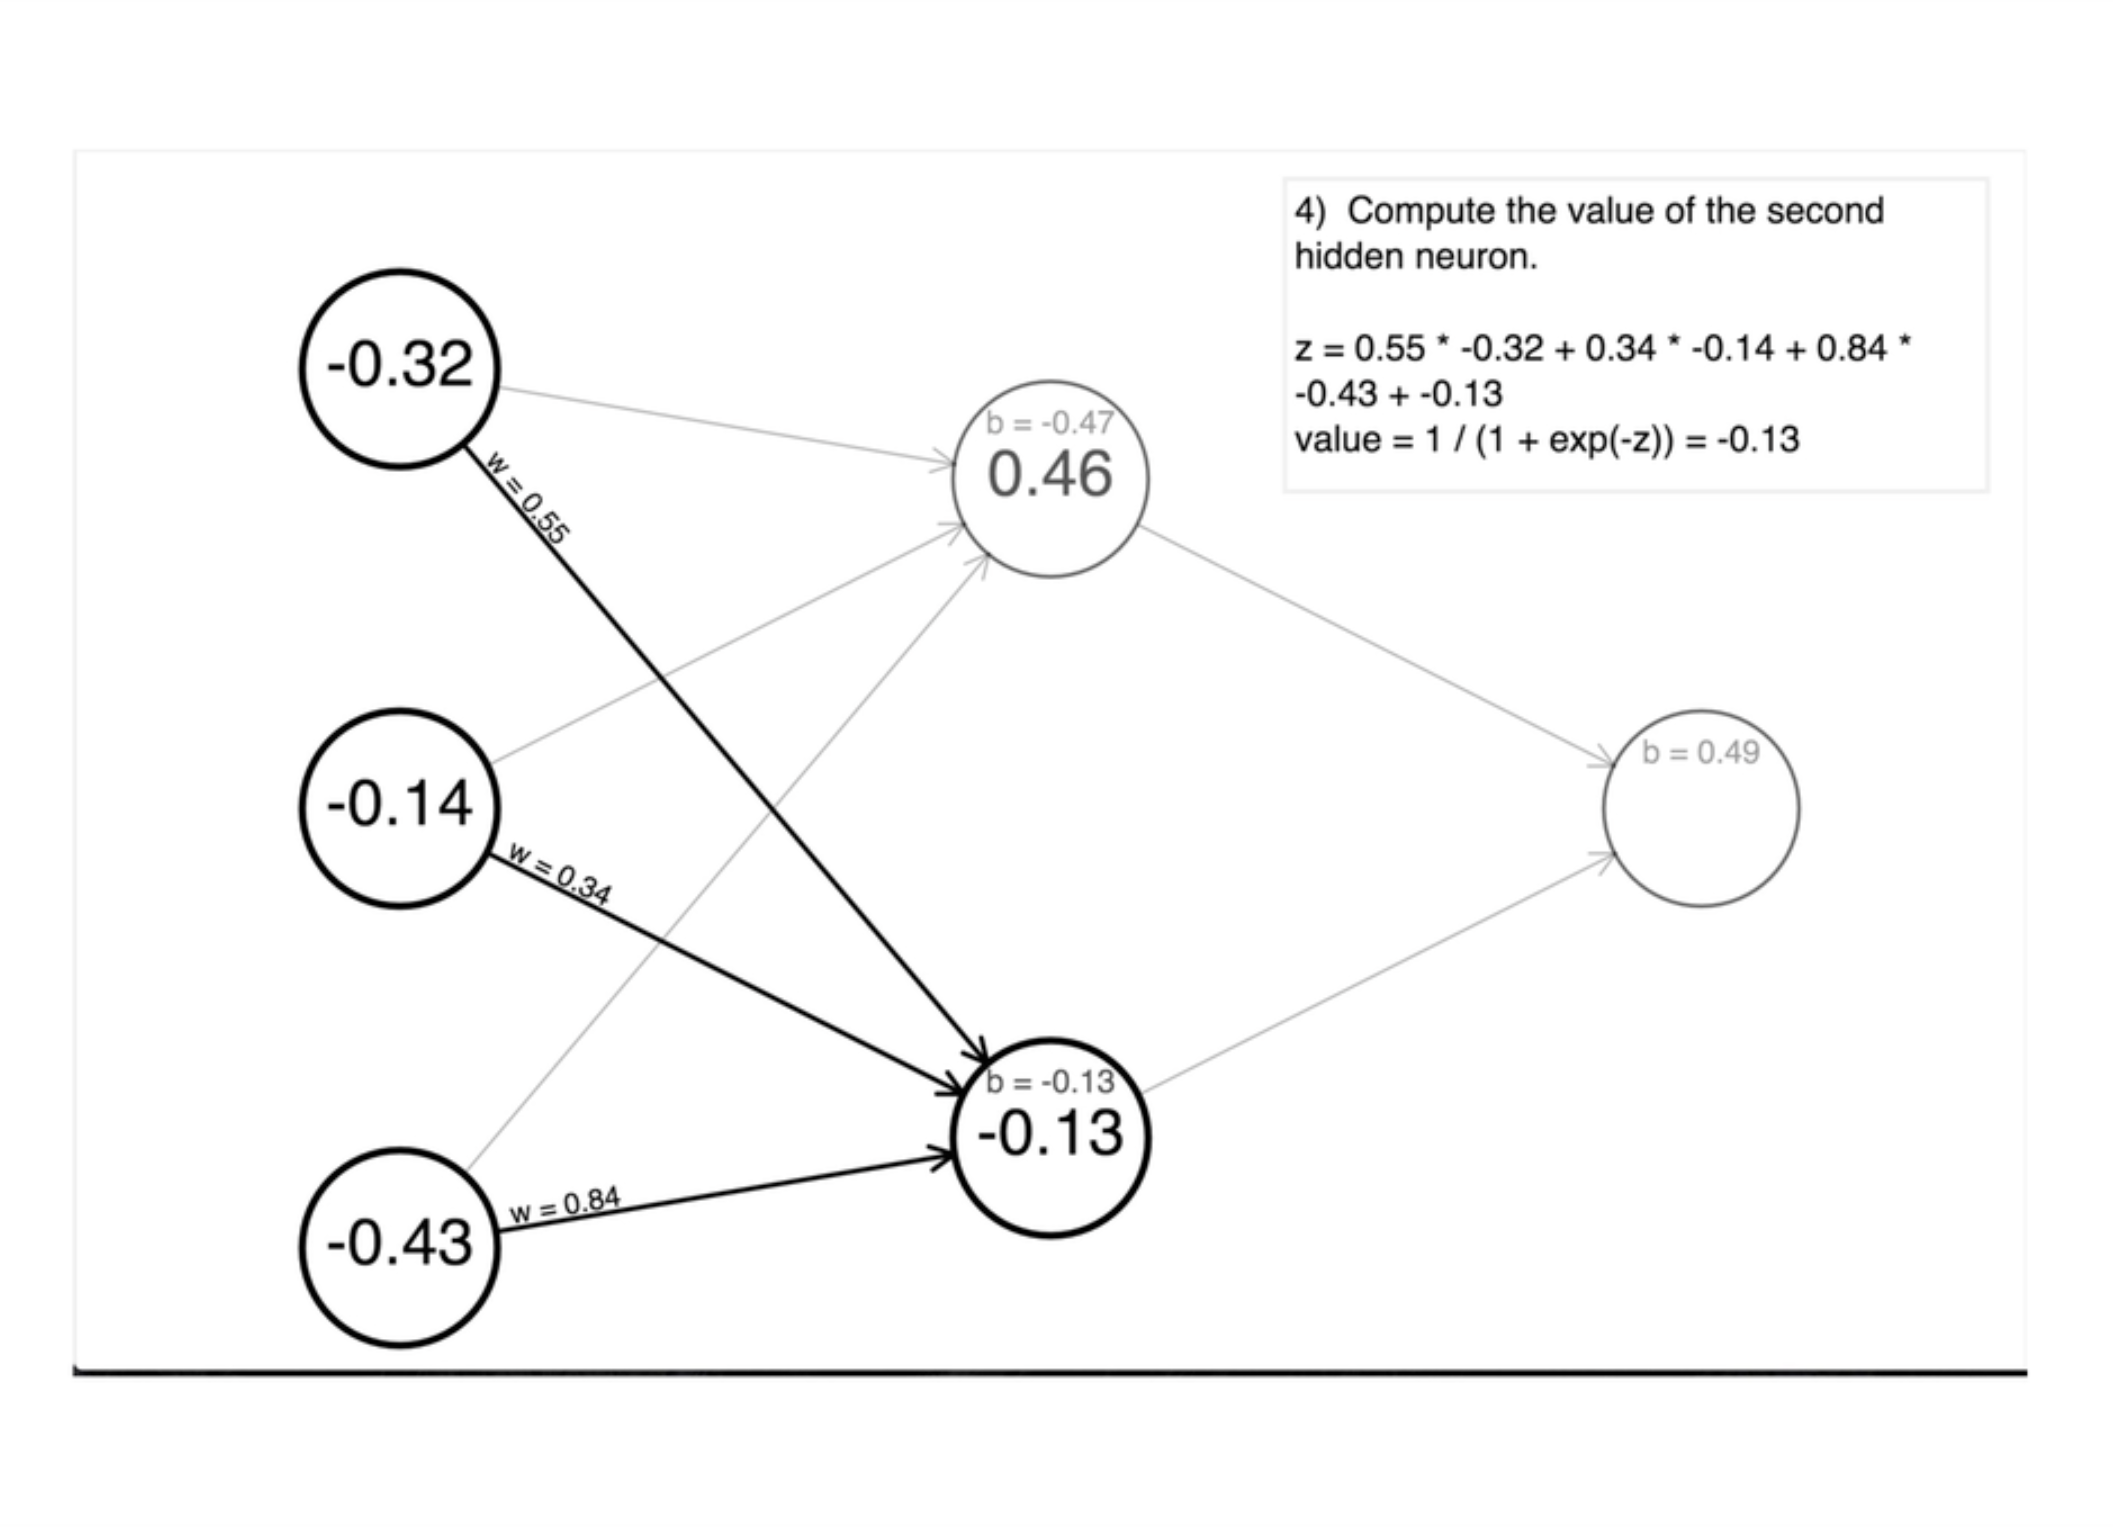 4)  Compute the value of the second
hidden neuron.
z = 0.55 * -0.32 + 0.34 * -0.14 + 0.84 *
-0.43 + -0.13
value = 1 / (1 + exp(-z)) = -0.13
-0.32
w = 0.55
b = -0.47
0.46
-0.14
w = 0.34
b = 0.49
b = -0.13
-0.13
-0.43
w = 0.84